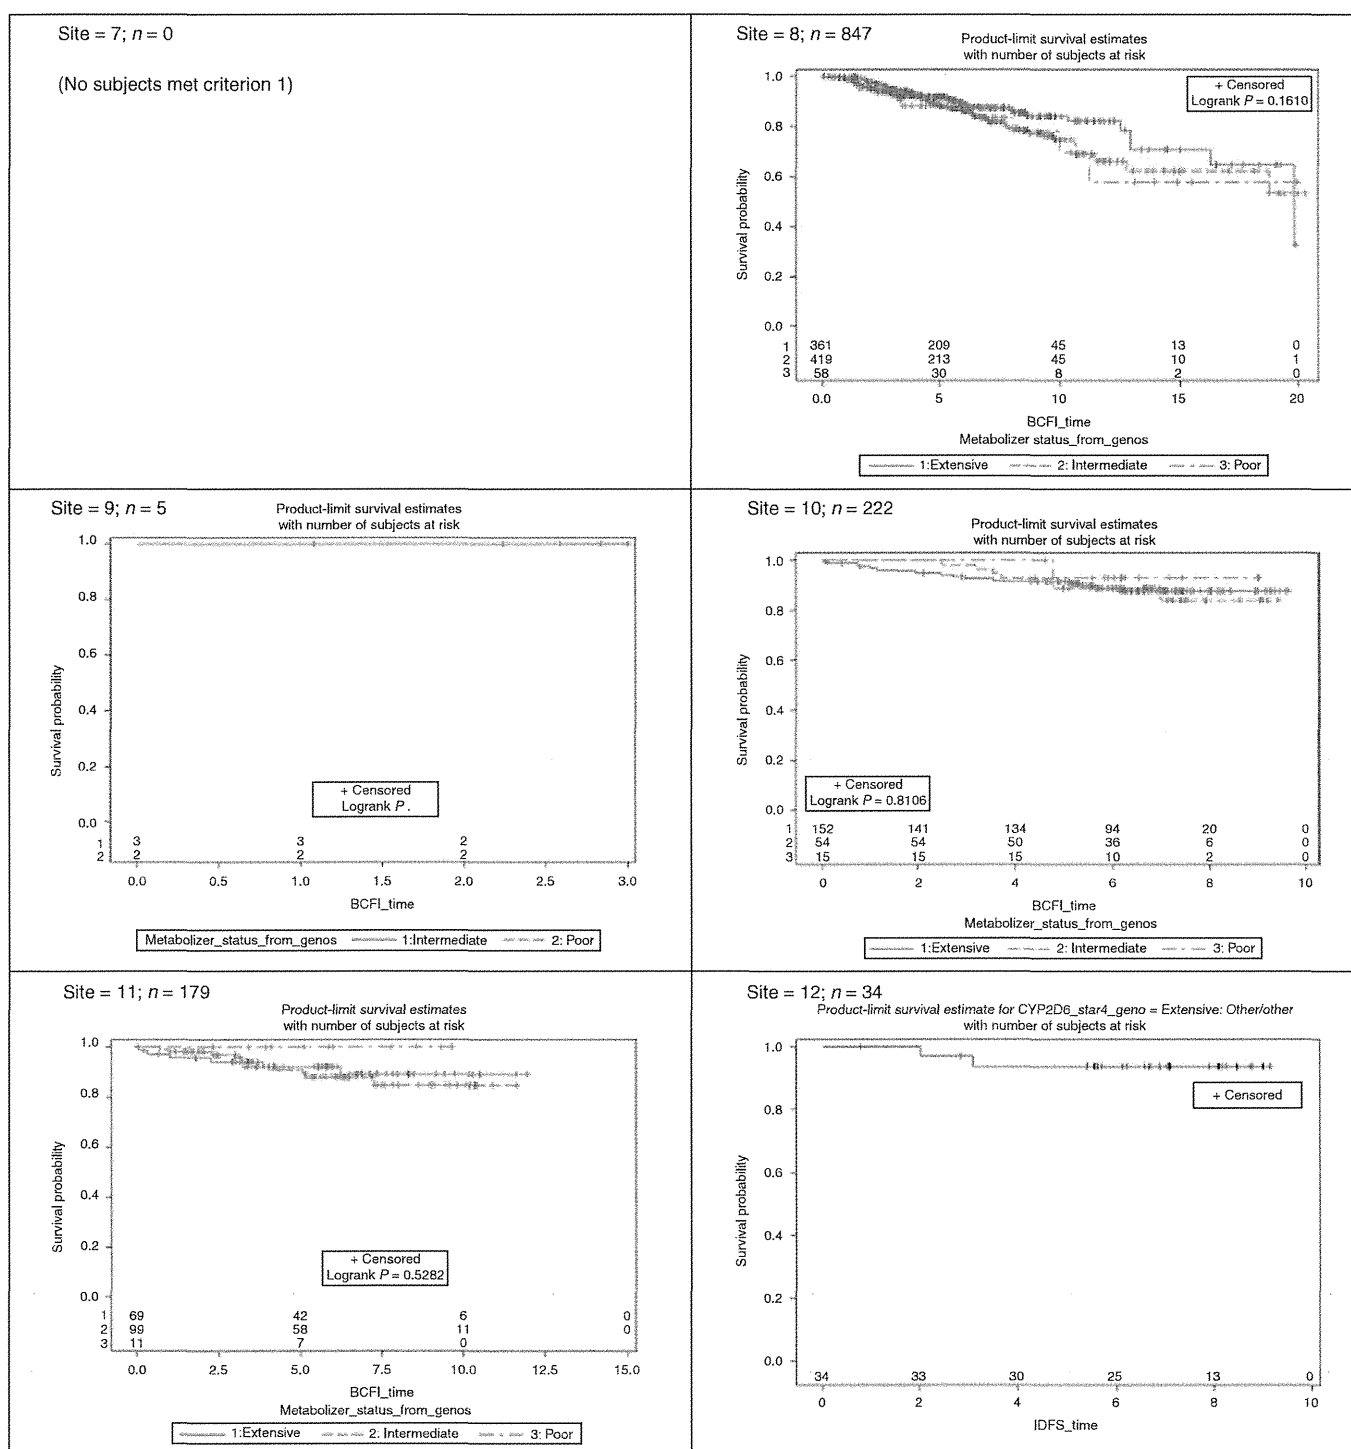 Site = 7; n = 0
(No subjects met criterion 1)
Site = 8; n = 847
Product-limit survival estimates
with number of subjects at risk
+ Censored
Logrank P = 0.1610
Survival probability
1.0
0.8
0.6
0.4
0.2
0.0
1 361 209 45 13 0
2 419 213 45 10 1
3 58 30 8 2 0
0.0 5 10 15 20
BCFI_time
Metabolizer status_from_genos
1:Extensive 2: Intermediate 3: Poor
Site = 9; n = 5
Product-limit survival estimates
with number of subjects at risk
Survival probability
1.0
0.8
0.6
0.4
0.2
0.0
+ Censored
Logrank P .
1 3 3 2
2 2 2 2
0.0 0.5 1.0 1.5 2.0 2.5 3.0
BCFI_time
Metabolizer_status_from_genos 1:Intermediate 2: Poor
Site = 10; n = 222
Product-limit survival estimates
with number of subjects at risk
Survival probability
1.0
0.8
0.6
0.4
0.2
0.0
+ Censored
Logrank P = 0.8106
1 152 141 134 94 20 0
2 54 54 50 36 6 0
3 15 15 15 10 2 0
0 2 4 6 8 10
BCFI_time
Metabolizer_status_from_genos
1:Extensive 2: Intermediate 3: Poor
Site = 11; n = 179
Product-limit survival estimates
with number of subjects at risk
Survival probability
1.0
0.8
0.6
0.4
0.2
0.0
+ Censored
Logrank P = 0.5282
1 69 42 6 0
2 99 58 11 0
3 11 7 0
0.0 2.5 5.0 7.5 10.0 12.5 15.0
BCFI_time
Metabolizer_status_from_genos
1:Extensive 2: Intermediate 3: Poor
Site = 12; n = 34
Product-limit survival estimate for CYP2D6_star4_geno = Extensive: Other/other
with number of subjects at risk
Survival probability
1.0
0.8
0.6
0.4
0.2
0.0
+ Censored
34 33 30 25 13 0
0 2 4 6 8 10
IDFS_time